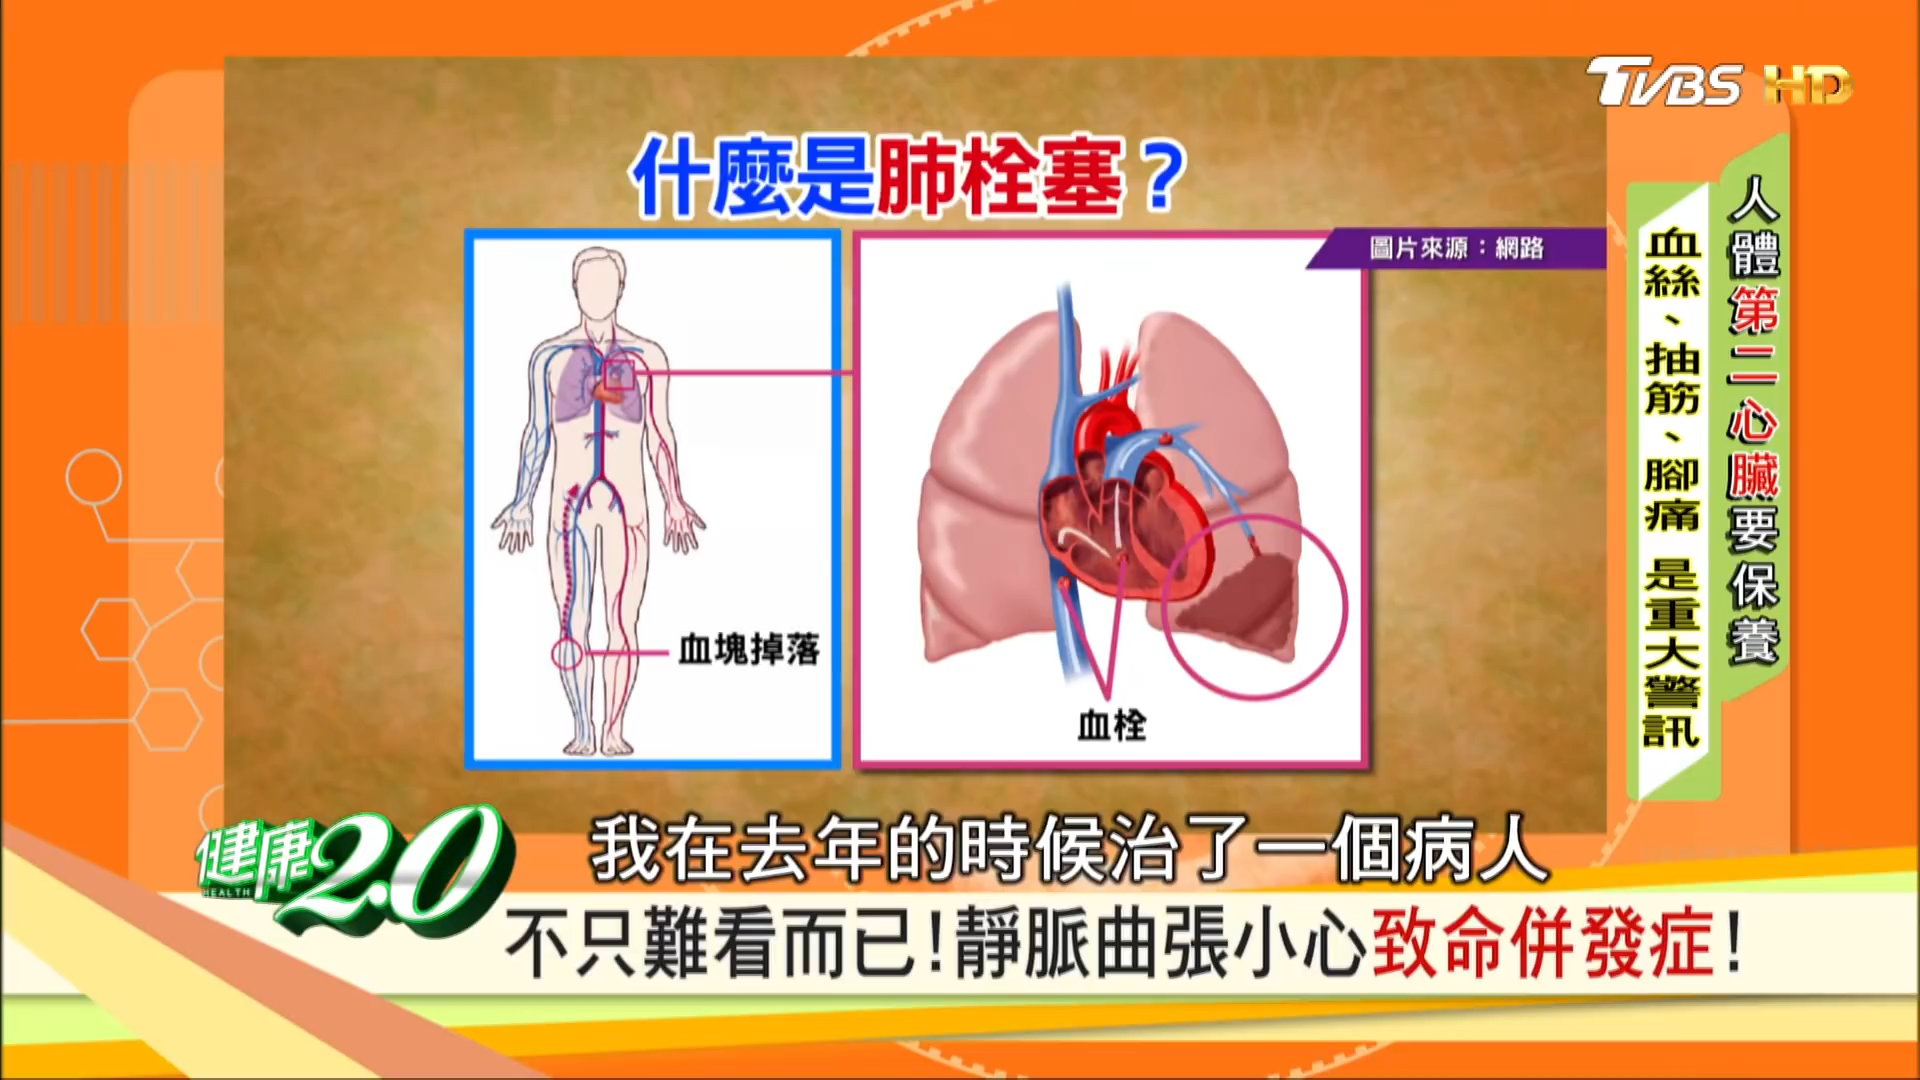 TVBS HD
什麼是肺栓塞？
圖片來源：網路
血塊掉落
血栓
人體第二心臟要保養
血絲、抽筋、腳痛 是重大警訊
健康2.0
HEALTH
我在去年的時候治了一個病人
不只難看而已!靜脈曲張小心致命併發症!